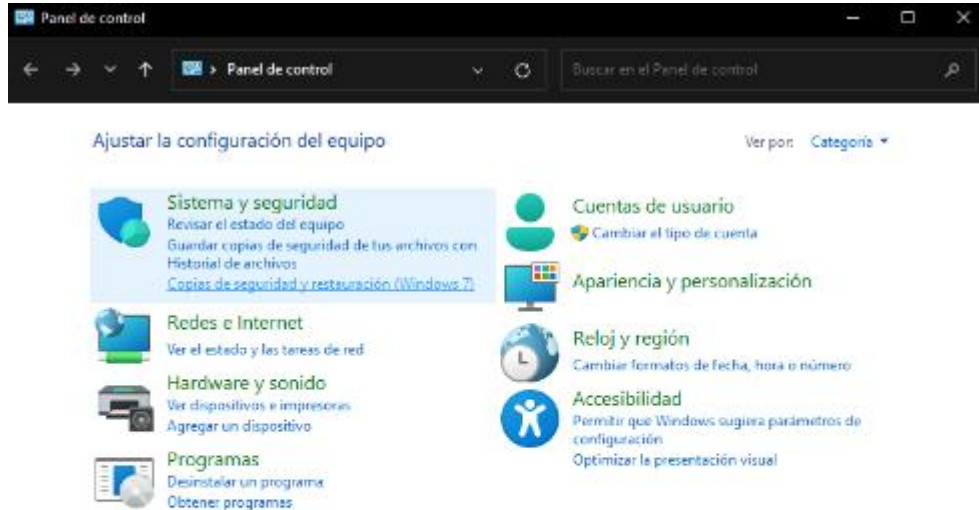 Panel de control
Panel de control
Buscar en el Panel de control
Ajustar la configuración del equipo
Ver por: Categoría
Sistema y seguridad
Revisar el estado del equipo
Guardar copias de seguridad de tus archivos con
Historial de archivos
Copias de seguridad y restauración (Windows 7)
Redes e Internet
Ver el estado y las tareas de red
Hardware y sonido
Ver dispositivos e impresoras
Agregar un dispositivo
Programas
Desinstalar un programa
Obtener programas
Cuentas de usuario
Cambiar el tipo de cuenta
Apariencia y personalización
Reloj y región
Cambiar formatos de fecha, hora o número
Accesibilidad
Permitir que Windows sugiera parámetros de
configuración
Optimizar la presentación visual